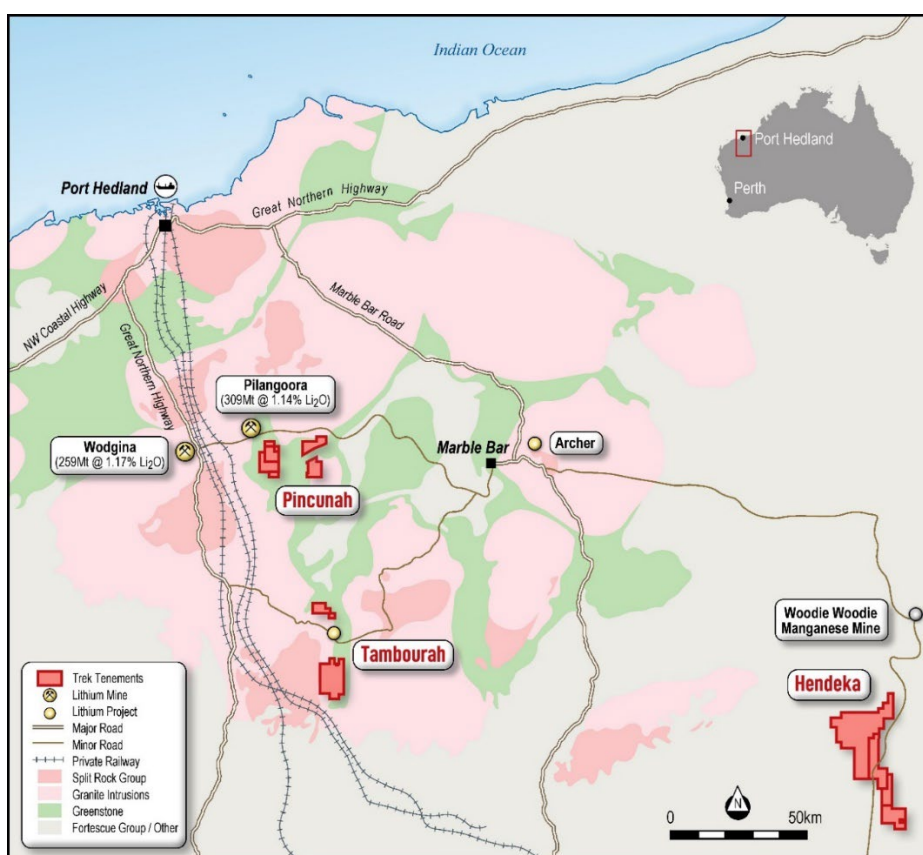 Indian Ocean
Port Hedland
Perth
Port Hedland
Great Northern Highway
NW Coastal Highway
Great Northern Highway
Marble Bar Road
Pilangoora
(309Mt @ 1.14% Li₂O)
Wodgina
(259Mt @ 1.17% Li₂O)
Marble Bar
Archer
Pincunah
Woodie Woodie
Manganese Mine
Tambourah
Hendeka
Trek Tenements
Lithium Mine
Lithium Project
Major Road
Minor Road
Private Railway
Split Rock Group
Granite Intrusions
Greenstone
Fortescue Group / Other
N
0 50km